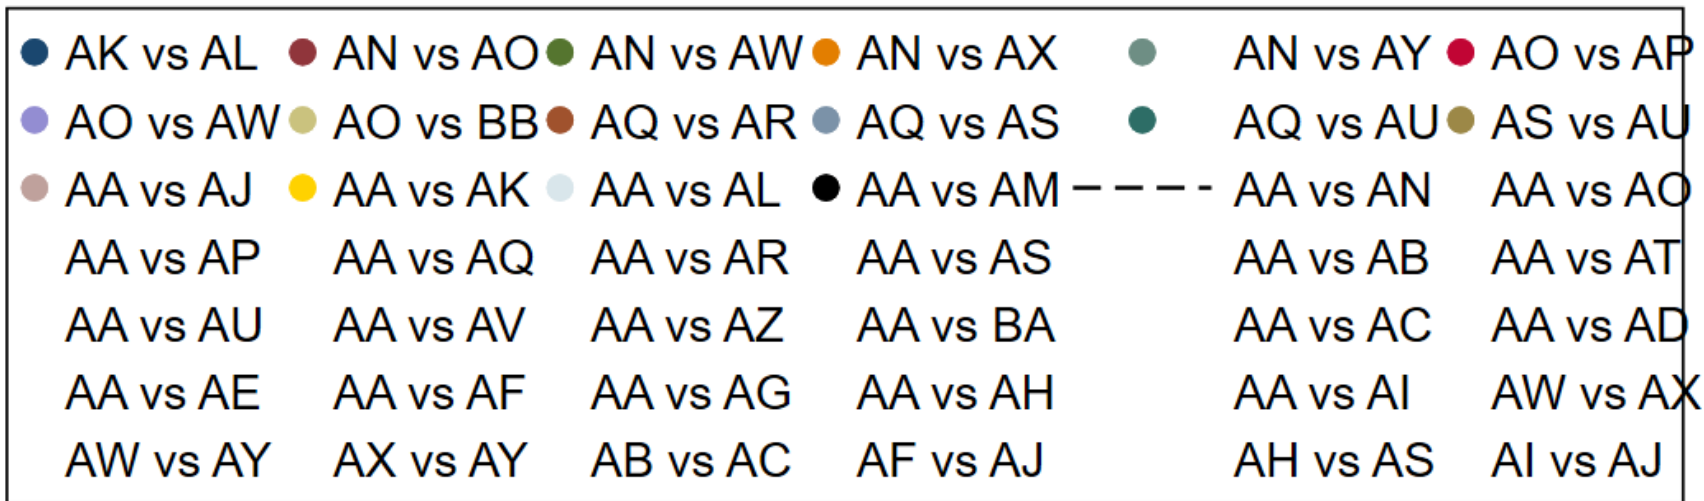 AK vs AL AN vs AO AN vs AW AN vs AX AN vs AY AO vs AP
AO vs AW AO vs BB AQ vs AR AQ vs AS AQ vs AU AS vs AU
AA vs AJ AA vs AK AA vs AL AA vs AM AA vs AN AA vs AO
AA vs AP AA vs AQ AA vs AR AA vs AS AA vs AB AA vs AT
AA vs AU AA vs AV AA vs AZ AA vs BA AA vs AC AA vs AD
AA vs AE AA vs AF AA vs AG AA vs AH AA vs AI AW vs AX
AW vs AY AX vs AY AB vs AC AF vs AJ AH vs AS AI vs AJ